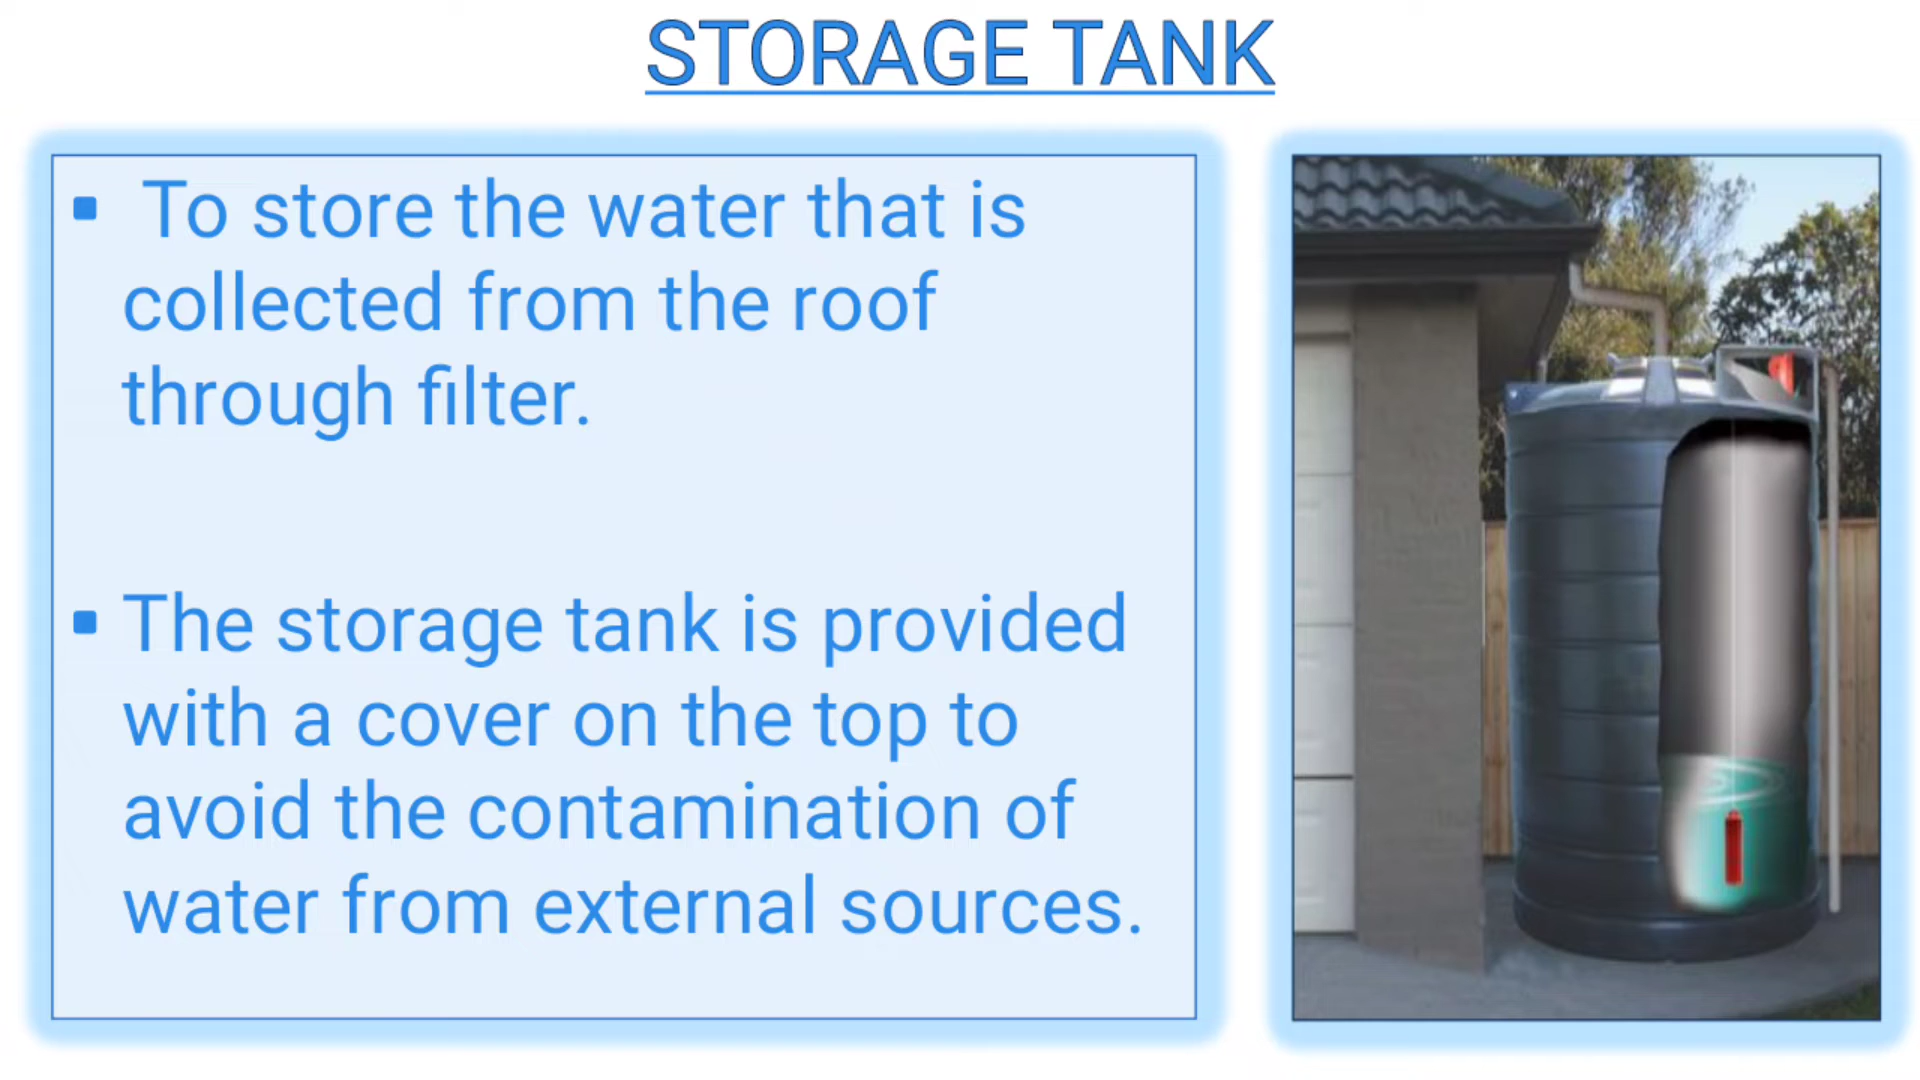 STORAGE TANK
▪ To store the water that is
collected from the roof
through filter.
▪ The storage tank is provided
with a cover on the top to
avoid the contamination of
water from external sources.